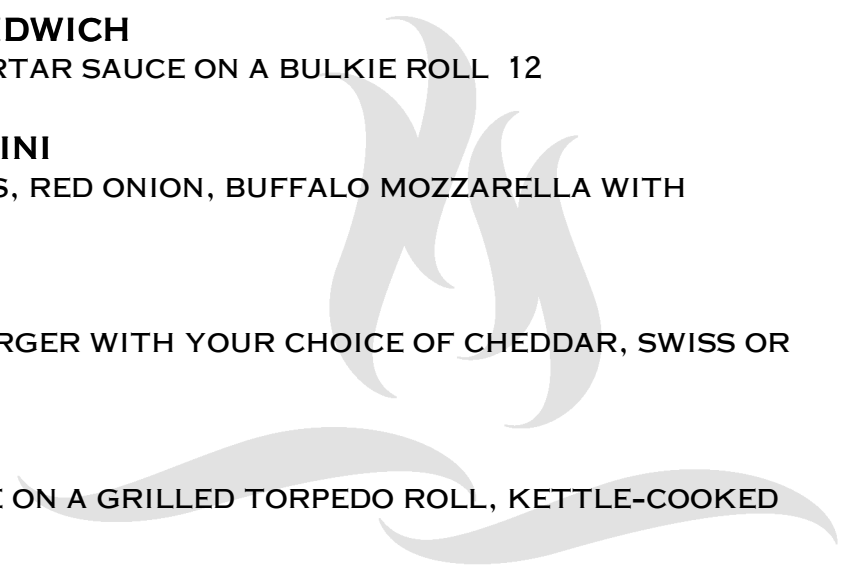 DWICH
RTAR SAUCE ON A BULKIE ROLL 12
INI
S, RED ONION, BUFFALO MOZZARELLA WITH
RGER WITH YOUR CHOICE OF CHEDDAR, SWISS OR
E ON A GRILLED TORPEDO ROLL, KETTLE-COOKED